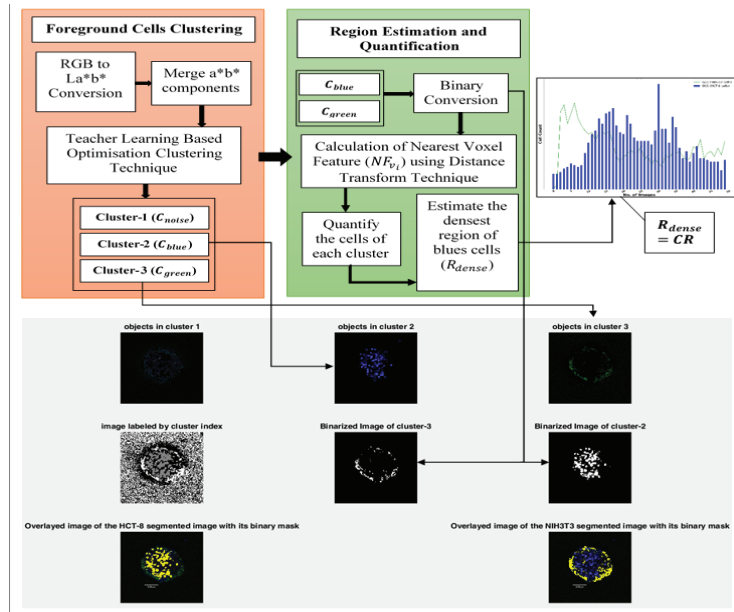 Foreground Cells Clustering
RGB to
La*b*
Conversion
Merge a*b*
components
Teacher Learning Based
Optimisation Clustering
Technique
Cluster-1 (C_noise)
Cluster-2 (C_blue)
Cluster-3 (C_green)
Region Estimation and
Quantification
C_blue
C_green
Binary
Conversion
Calculation of Nearest Voxel
Feature (NF_vi) using Distance
Transform Technique
Quantify
the cells of
each cluster
Estimate the
densest
region of
blues cells
(R_dense)
Cell Count
No. of
R_dense
= CR
objects in cluster 1
objects in cluster 2
objects in cluster 3
image labeled by cluster index
Binarized Image of cluster-3
Binarized Image of cluster-2
Overlayed image of the HCT-8 segmented image with its binary mask
Overlayed image of the NIH3T3 segmented image with its binary mask